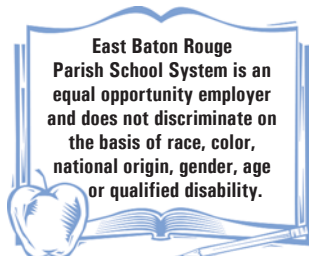 East Baton Rouge
Parish School System is an
equal opportunity employer
and does not discriminate on
the basis of race, color,
national origin, gender, age
or qualified disability.